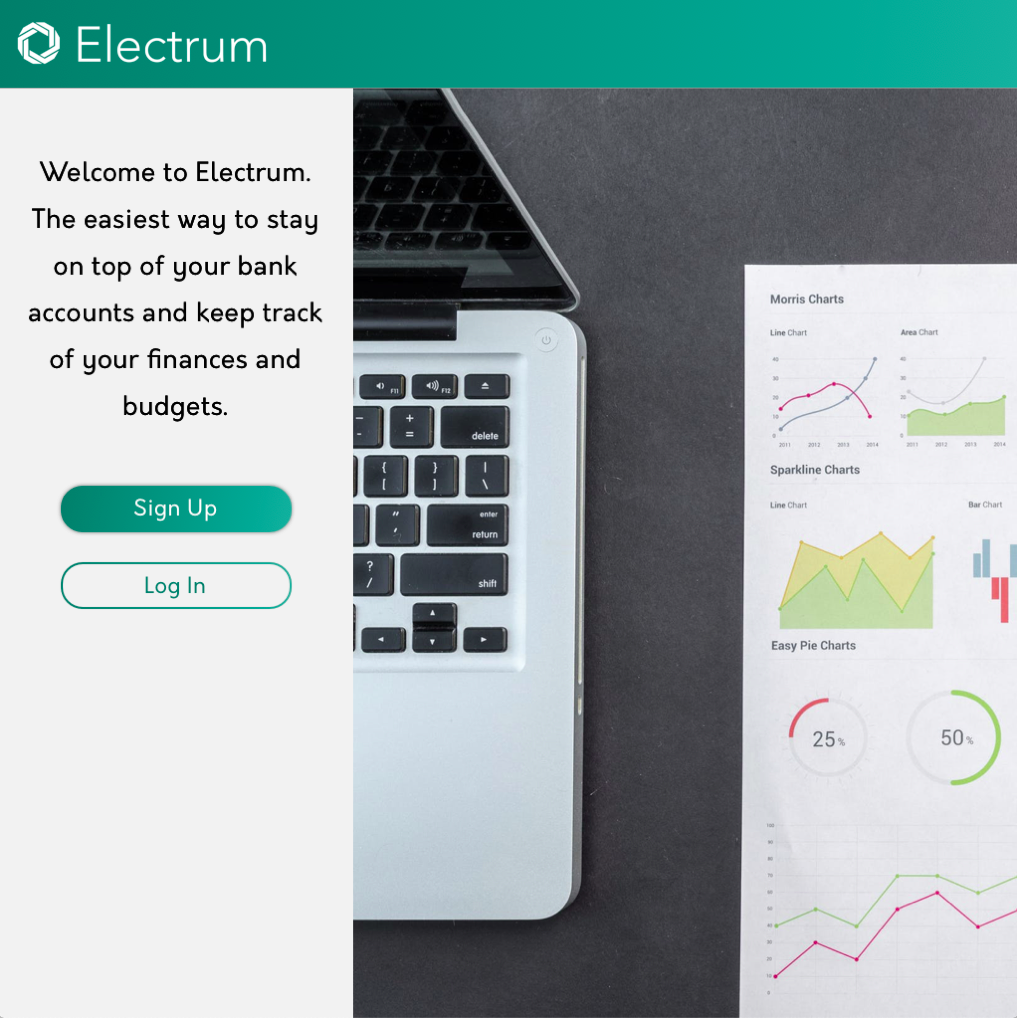 Electrum
Welcome to Electrum.
The easiest way to stay
on top of your bank
accounts and keep track
of your finances and
budgets.
Sign Up
Log In
F11
F12
delete
enter
return
shift
+
=
-
{
[
}
]
|
\
"
'
?
/
Morris Charts
Line Chart
Area Chart
40
30
20
10
0
2011 2012 2013 2014
40
30
20
10
0
2011 2012 2013 2014
Sparkline Charts
Line Chart
Bar Chart
Easy Pie Charts
25%
50%
100
90
80
70
60
50
40
30
20
10
0